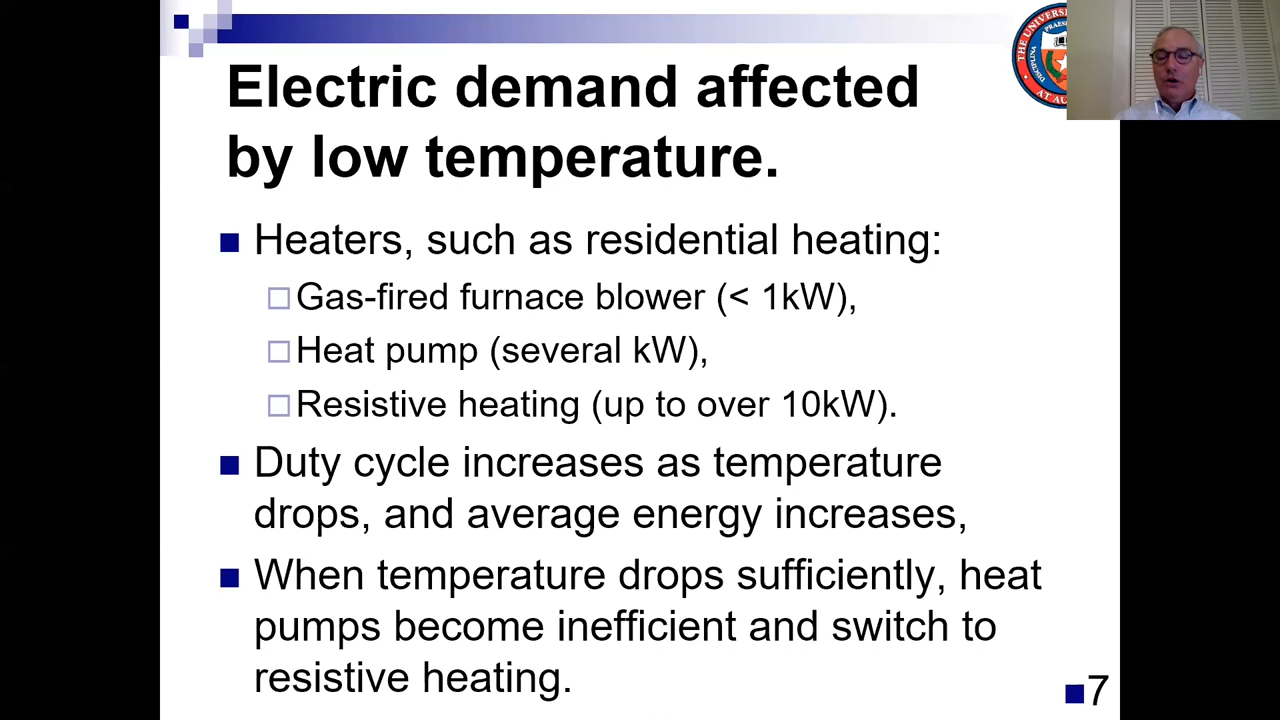 Electric demand affected
by low temperature.
Heaters, such as residential heating:
Gas-fired furnace blower (< 1kW),
Heat pump (several kW),
Resistive heating (up to over 10kW).
Duty cycle increases as temperature
drops, and average energy increases,
When temperature drops sufficiently, heat
pumps become inefficient and switch to
resistive heating.
7
THE
AT